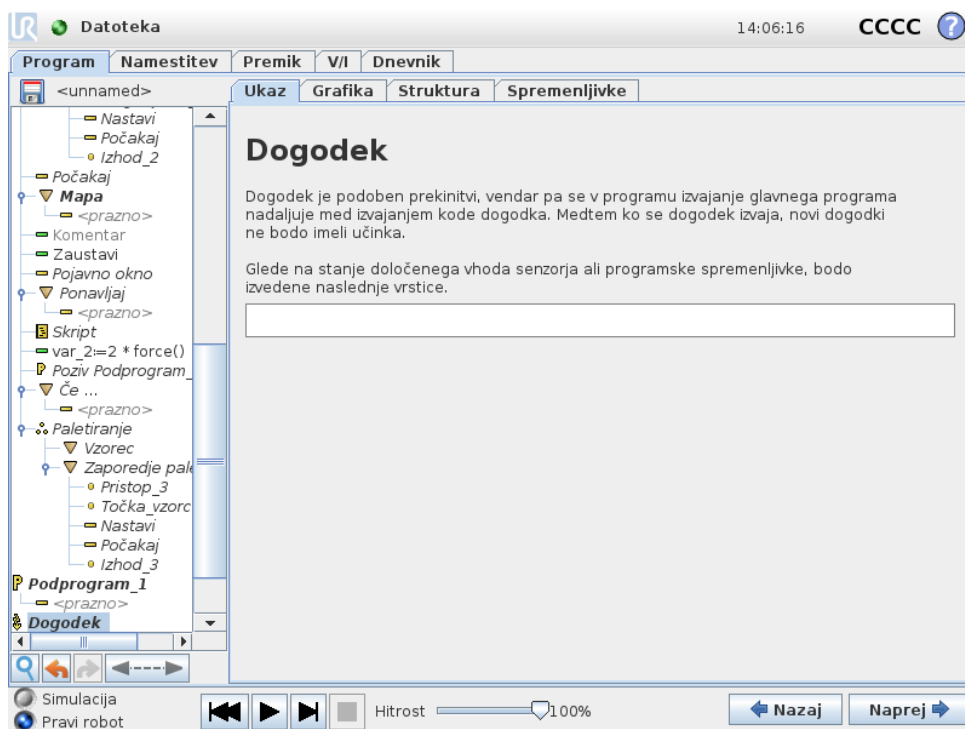 UR Datoteka 14:06:16 CCCC ?
Program Namestitev Premik V/I Dnevnik
<unnamed> Ukaz Grafika Struktura Spremenljivke
Nastavi
Počakaj
Izhod_2
Počakaj
Mapa
<prazno>
Komentar
Zaustavi
Pojavno okno
Ponavljaj
<prazno>
Skript
var_2:=2 * force()
Poziv Podprogram_
Če ...
<prazno>
Paletiranje
Vzorec
Zaporedje pale
Pristop_3
Točka_vzorc
Nastavi
Počakaj
Izhod_3
Podprogram_1
<prazno>
Dogodek
Dogodek
Dogodek je podoben prekinitvi, vendar pa se v programu izvajanje glavnega programa
nadaljuje med izvajanjem kode dogodka. Medtem ko se dogodek izvaja, novi dogodki
ne bodo imeli učinka.
Glede na stanje določenega vhoda senzorja ali programske spremenljivke, bodo
izvedene naslednje vrstice.
Simulacija
Pravi robot
Hitrost 100% Nazaj Naprej